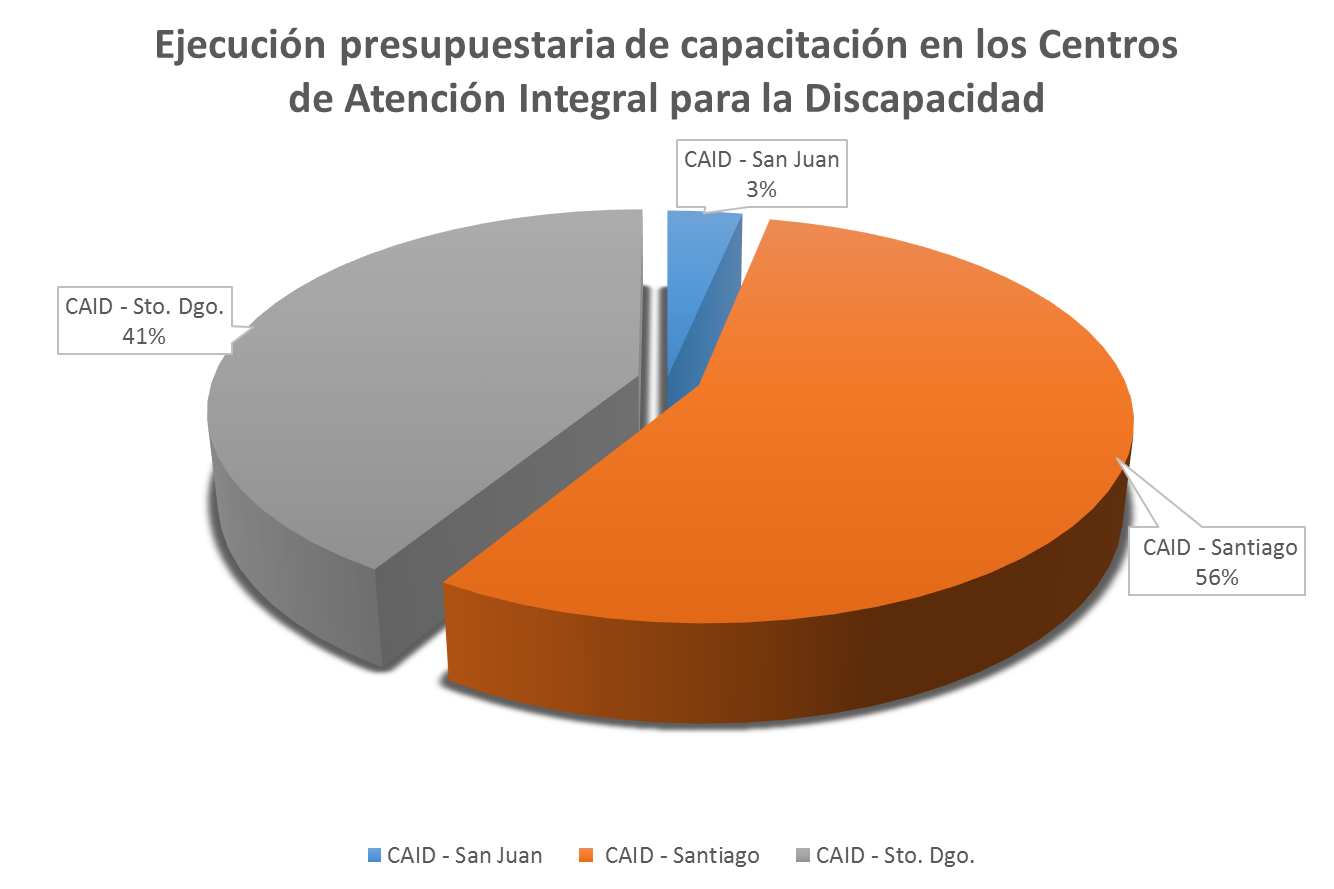 Ejecución presupuestaria de capacitación en los Centros
de Atención Integral para la Discapacidad
CAID - San Juan
3%
CAID - Sto. Dgo.
41%
CAID - Santiago
56%
CAID - San Juan CAID - Santiago CAID - Sto. Dgo.